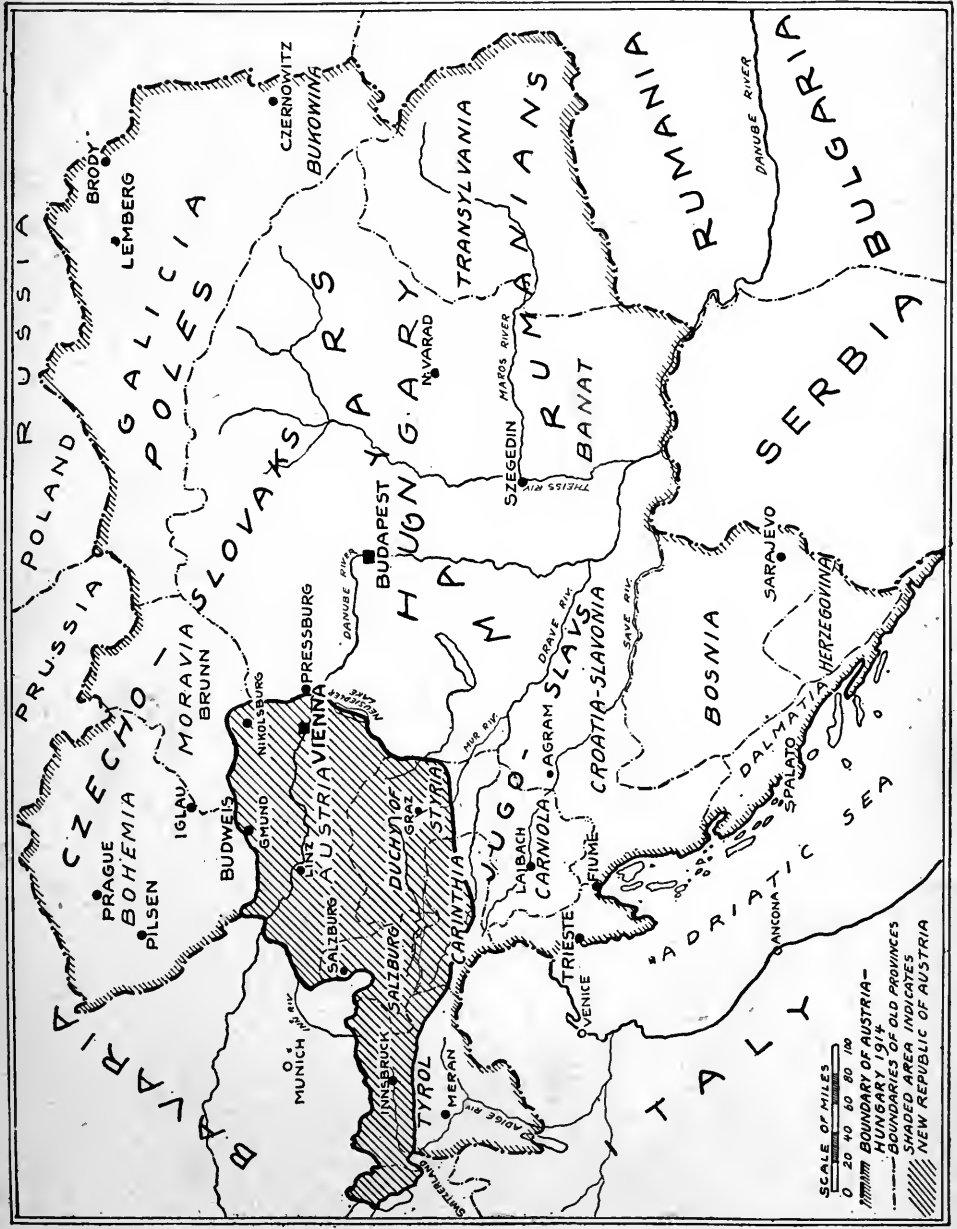 RUSSIA
POLAND
PRUSSIA
BAVARIA
CZECHO-
SLOVAKS
BOHEMIA
PRAGUE
PILSEN
MORAVIA
BRUNN
IGLAU
BUDWEIS
GMUND
NIKOLSBURG
GALICIA
POLES
LEMBERG
BRODY
CZERNOWITZ
BUKOWINA
MUNICH
INN RIV.
SALZBURG
LINZ
AUSTRIA
VIENNA
PRESSBURG
NEUSIEDLER
LAKE
DANUBE RIVER
BUDAPEST
HUNGARY
MAGYARS
N.VARAD
TRANSYLVANIA
RUMANIANS
MAROS RIVER
SZEGEDIN
THEISS RIV.
BANAT
INNSBRUCK
SALZBURG
DUCHY OF
STYRIA
GRAZ
CARINTHIA
TYROL
MERAN
SWITZERLAND
ADIGE RIV.
MUR RIV.
DRAVE RIV.
JUGO-
SLAVS
LAIBACH
CARNIOLA
AGRAM
CROATIA-SLAVONIA
SAVE RIV.
FIUME
TRIESTE
VENICE
BOSNIA
SARAJEVO
HERZEGOVINA
DALMATIA
SPALATO
ADRIATIC
SEA
ANCONA
ITALY
SERBIA
RUMANIA
DANUBE RIVER
BULGARIA
SCALE OF MILES
0 20 40 60 80 100
BOUNDARY OF AUSTRIA-
HUNGARY 1914
BOUNDARIES OF OLD PROVINCES
SHADED AREA INDICATES
NEW REPUBLIC OF AUSTRIA